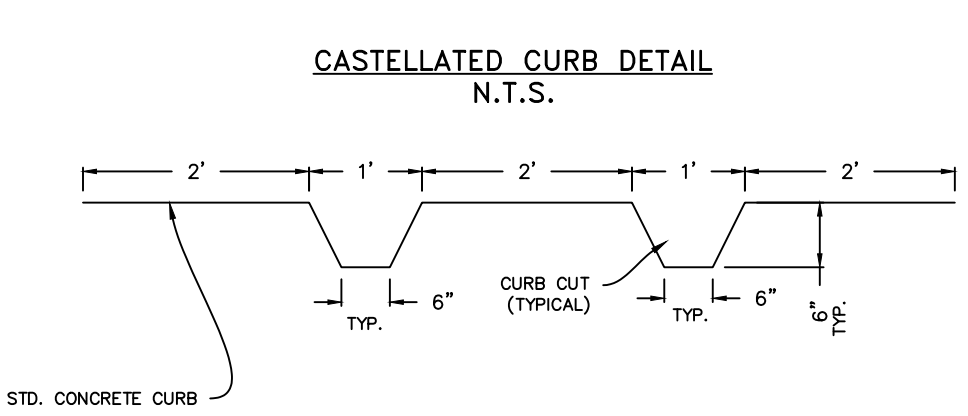 CASTELLATED CURB DETAIL
N.T.S.
2' 1' 2' 1' 2'
CURB CUT
(TYPICAL)
6"
TYP.
6"
TYP.
6"
TYP.
STD. CONCRETE CURB